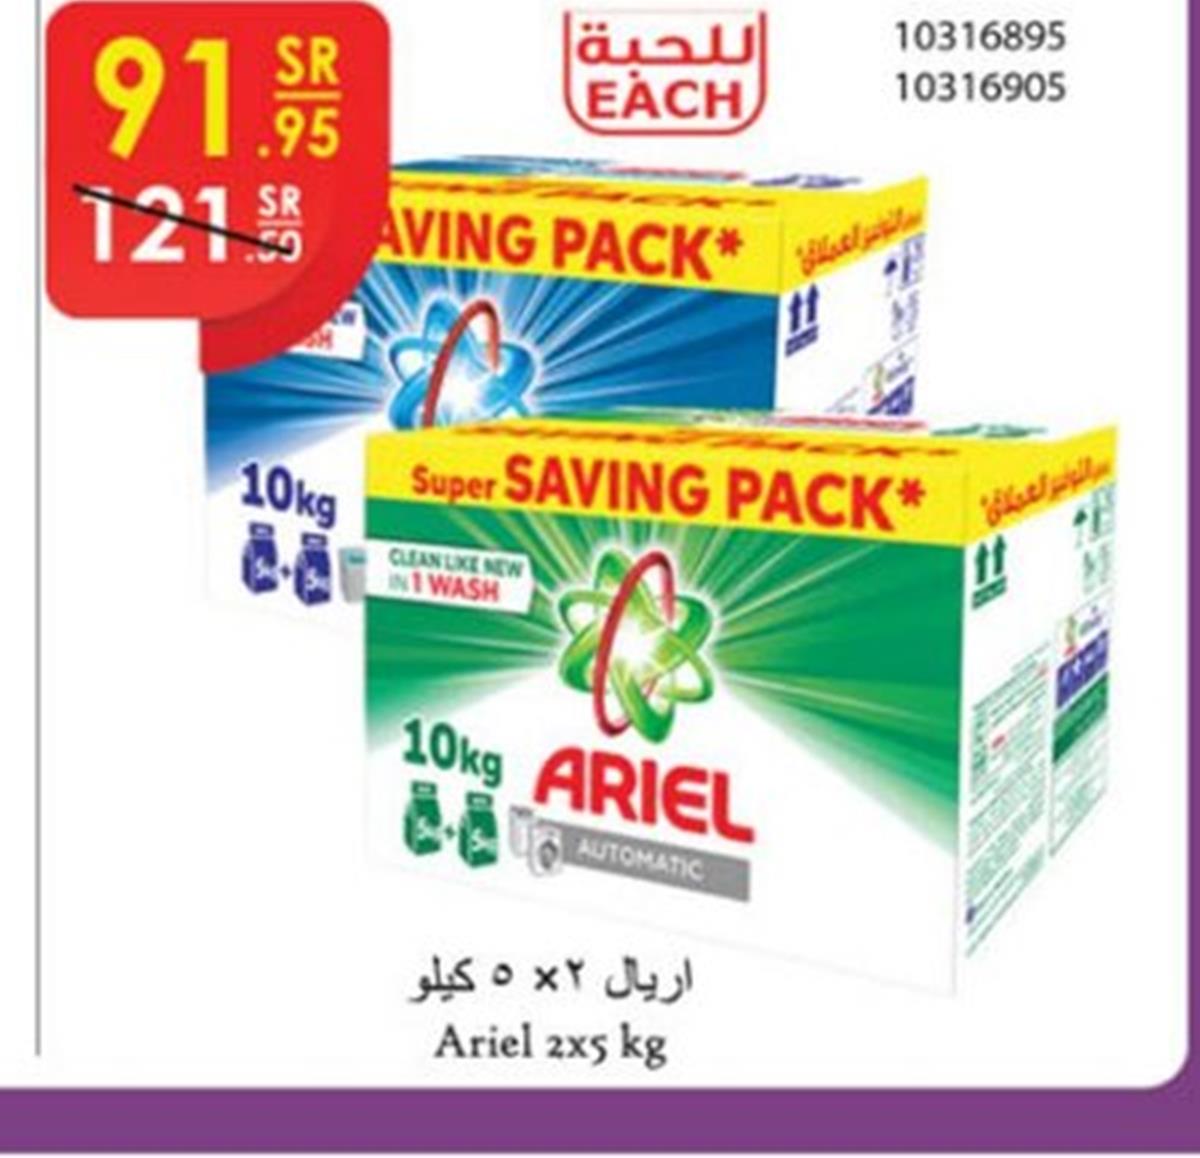 91 SR .95
121 SR .50
للحبة
EACH
10316895
10316905
AVING PACK*
10kg
Super SAVING PACK*
CLEAN LIKE NEW
IN 1 WASH
10kg
ARIEL
AUTOMATIC
اريال ٢× ٥ كيلو
Ariel 2x5 kg